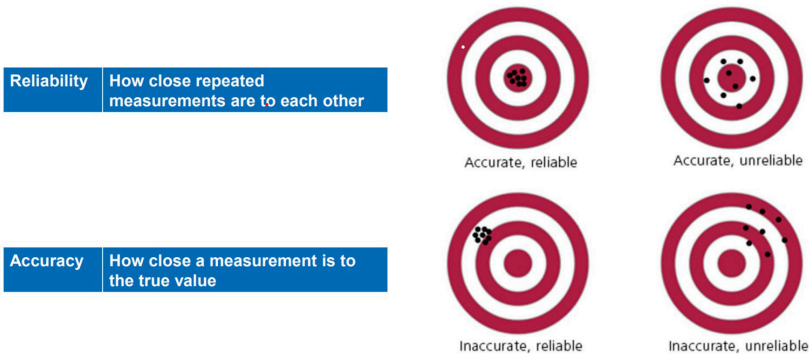 Reliability
How close repeated
measurements are to each other
Accurate, reliable
Accurate, unreliable
Accuracy
How close a measurement is to
the true value
Inaccurate, reliable
Inaccurate, unreliable